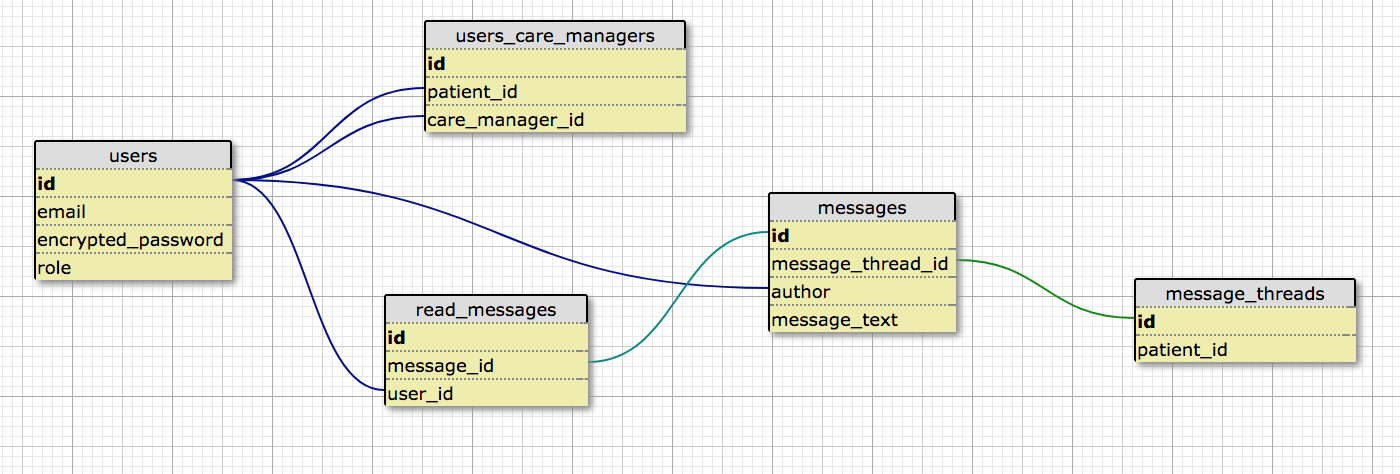 users_care_managers
id
patient_id
care_manager_id
users
id
email
encrypted_password
role
read_messages
id
message_id
user_id
messages
id
message_thread_id
author
message_text
message_threads
id
patient_id